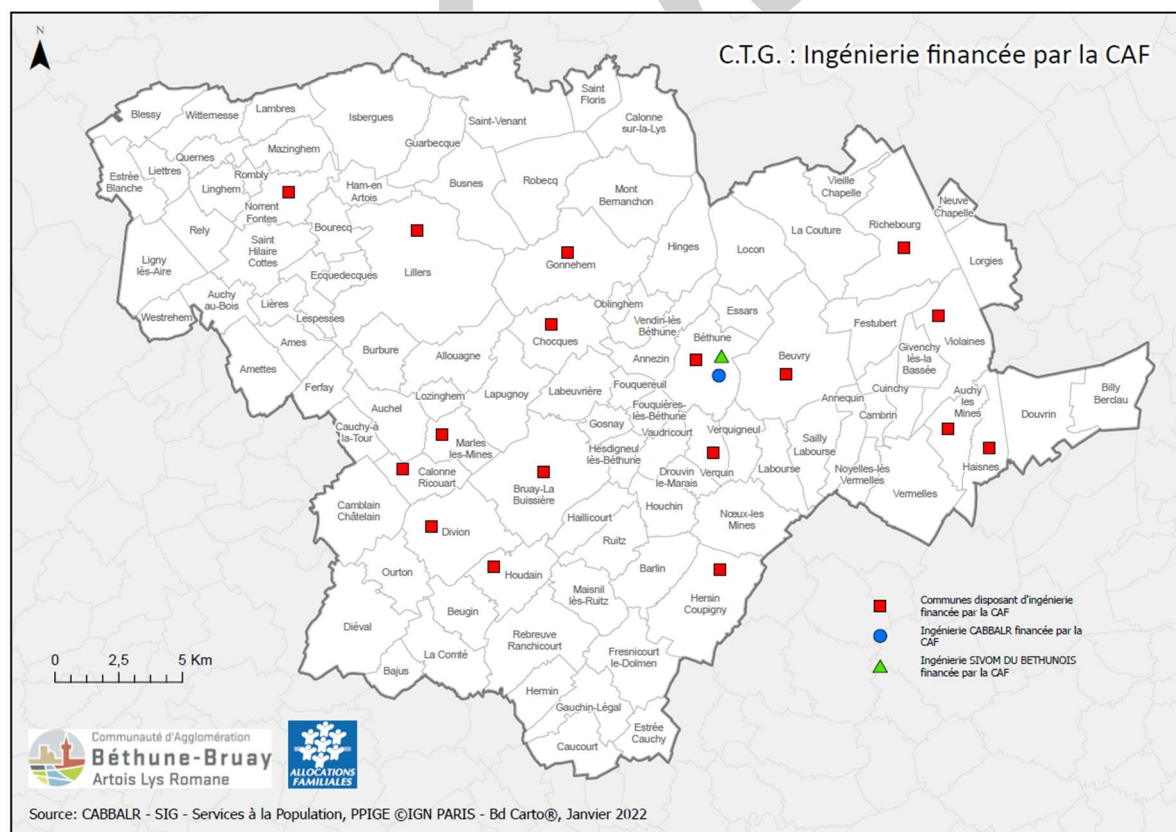 N
C.T.G. : Ingénierie financée par la CAF
Saint
Floris
Calonne
sur-la-Lys
Blessy
Witternesse
Lambres
Isbergues
Saint-Venant
Guarbecque
Mazinghem
Quernes
Liettres
Estrée
Blanche
Linghem
Rombly
Norrent
Fontes
Ham-en
Artois
Busnes
Robecq
Mont
Bernanchon
Vieille
Chapelle
Neuve
Chapelle
Richebourg
La Couture
Lorgies
Locon
Hinges
Rely
Bourecq
Saint
Hilaire
Cottes
Ligny
lès-Aire
Ecquedecques
Lillers
Gonnehem
Auchy
au-Bois
Lières
Lespesses
Westrehem
Oblinghem
Vendin-lès
Béthune
Essars
Festubert
Violaines
Givenchy
lès-la
Bassée
Chocques
Béthune
Annezin
Beuvry
Ames
Burbure
Allouagne
Amettes
Ferfay
Lozinghem
Lapugnoy
Labeuvrière
Fouquereuil
Fouquières-
lès-Béthune
Annequin
Cuinchy
Cambrin
Auchy
les
Mines
Douvrin
Billy
Berclau
Auchel
Cauchy-à
la-Tour
Marles
les-Mines
Gosnay
Vaudricourt
Verquigneul
Hesdigneul
lès-Béthune
Sailly
Labourse
Calonne
Ricouart
Bruay-La
Buissière
Drouvin
le-Marais
Verquin
Labourse
Noyelles-lès
Vermelles
Haisnes
Vermelles
Camblain
Châtelain
Haillicourt
Houchin
Nœux-les
Mines
Divion
Ruitz
Ourton
Houdain
Barlin
Maisnil
lès-Ruitz
Hersin
Coupigny
Beugin
Diéval
Rebreuve
Ranchicourt
La Comté
Bajus
Fresnicourt
le-Dolmen
Hermin
Gauchin-Légal
Estrée
Cauchy
Caucourt
Communes disposant d'ingénierie
financée par la CAF
Ingénierie CABBALR financée par la
CAF
Ingénierie SIVOM DU BETHUNOIS
financée par la CAF
0 2,5 5 Km
Communauté d'Agglomération
Béthune-Bruay
Artois Lys Romane
ALLOCATIONS
FAMILIALES
Source: CABBALR - SIG - Services à la Population, PPIGE ©IGN PARIS - Bd Carto®, Janvier 2022